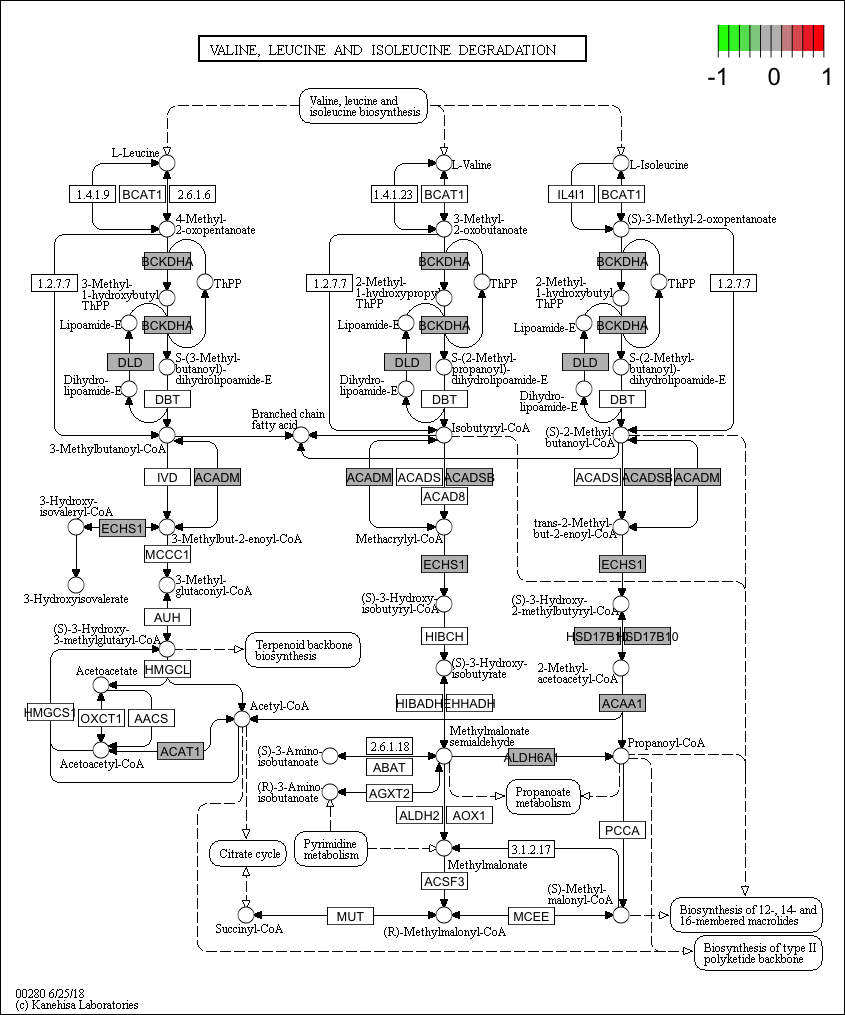 VALINE, LEUCINE AND ISOLEUCINE DEGRADATION
-1 0 1
Valine, leucine and
isoleucine biosynthesis
L-Leucine
L-Valine
L-Isoleucine
1.4.1.9 BCAT1 2.6.1.6
1.4.1.23 BCAT1
IL4I1 BCAT1
4-Methyl-
2-oxopentanoate
3-Methyl-
2-oxobutanoate
(S)-3-Methyl-2-oxopentanoate
BCKDHA
BCKDHA
BCKDHA
1.2.7.7
3-Methyl-
1-hydroxybutyl
ThPP
ThPP
1.2.7.7
2-Methyl-
1-hydroxypropyl
ThPP
ThPP
2-Methyl-
1-hydroxybutyl
ThPP
ThPP
1.2.7.7
Lipoamide-E
BCKDHA
Lipoamide-E
BCKDHA
Lipoamide-E
BCKDHA
DLD
S-(3-Methyl-
butanoyl)-
dihydrolipoamide-E
DLD
S-(2-Methyl-
propanoyl)-
dihydrolipoamide-E
DLD
S-(2-Methyl-
butanoyl)-
dihydrolipoamide-E
Dihydro-
lipoamide-E
Dihydro-
lipoamide-E
Dihydro-
lipoamide-E
DBT
DBT
DBT
Branched chain
fatty acid
3-Methylbutanoyl-CoA
Isobutyryl-CoA
(S)-2-Methyl-
butanoyl-CoA
IVD ACADM
ACADM ACADS ACADSB
ACAD8
ACADS ACADSB ACADM
3-Hydroxy-
isovaleryl-CoA
ECHS1
3-Methylbut-2-enoyl-CoA
Methacrylyl-CoA
trans-2-Methyl-
but-2-enoyl-CoA
MCCC1
ECHS1
ECHS1
3-Hydroxyisovalerate
3-Methyl-
glutaconyl-CoA
(S)-3-Hydroxy-
isobutyryl-CoA
(S)-3-Hydroxy-
2-methylbutyryl-CoA
AUH
HIBCH
HSD17B10 HSD17B10
(S)-3-Hydroxy-
3-methylglutaryl-CoA
Terpenoid backbone
biosynthesis
HMGCL
(S)-3-Hydroxy-
isobutyrate
2-Methyl-
acetoacetyl-CoA
Acetoacetate
HMGCS1 OXCT1 AACS
Acetyl-CoA
HIBADH EHHADH
ACAA1
ACAT1
Acetoacetyl-CoA
Methylmalonate
semialdehyde
Propanoyl-CoA
(S)-3-Amino-
isobutanoate
2.6.1.18
ABAT
ALDH6A1
(R)-3-Amino-
isobutanoate
AGXT2
Propanoate
metabolism
ALDH2 AOX1
PCCA
Citrate cycle
Pyrimidine
metabolism
3.1.2.17
Methylmalonate
ACSF3
(S)-Methyl-
malonyl-CoA
MUT
MCEE
Succinyl-CoA
(R)-Methylmalonyl-CoA
Biosynthesis of 12-, 14- and
16-membered macrolides
Biosynthesis of type II
polyketide backbone
00280 6/25/18
(c) Kanehisa Laboratories